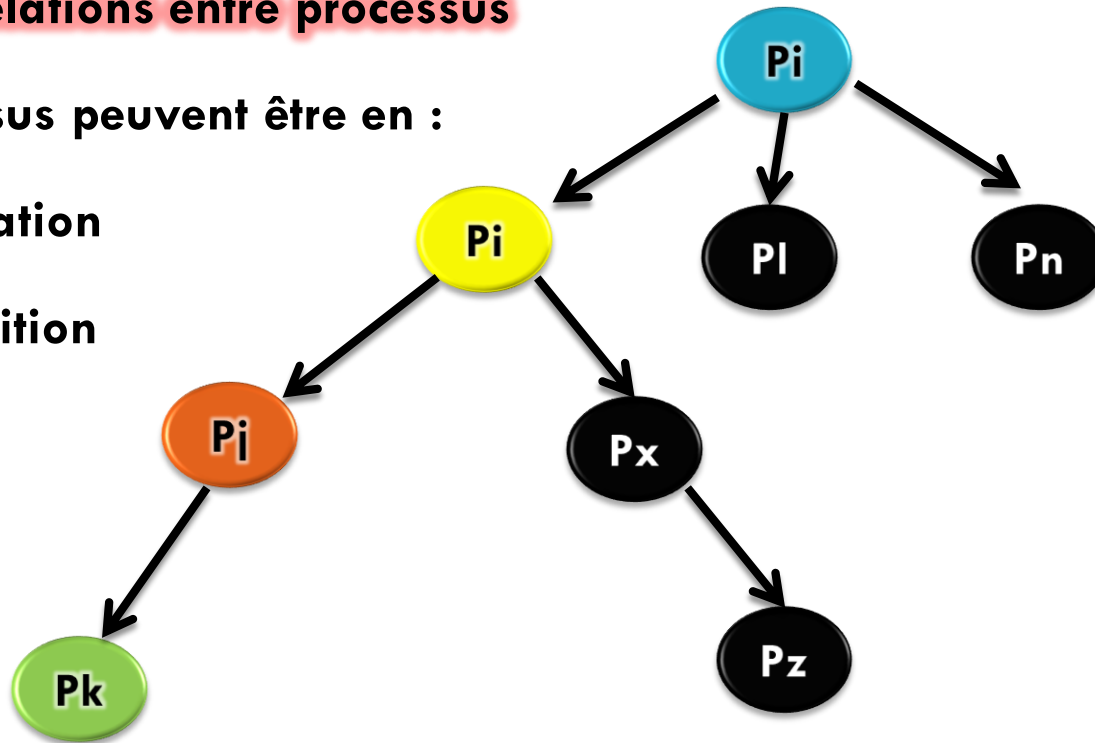 elations entre processus
sus peuvent être en :
ation
ition
Pi
Pi
Pl
Pn
Pj
Px
Pk
Pz